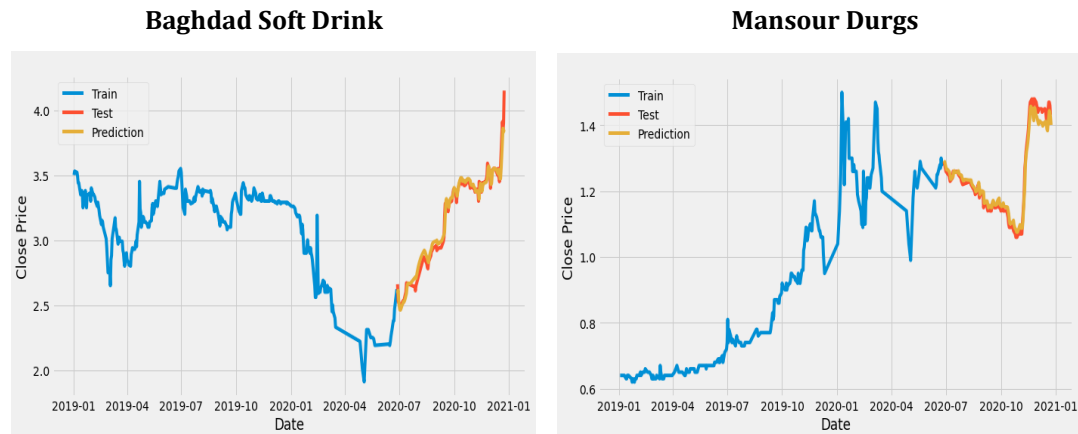 Baghdad Soft Drink
Close Price
4.0
3.5
3.0
2.5
2.0
Train
Test
Prediction
2019-01 2019-04 2019-07 2019-10 2020-01 2020-04 2020-07 2020-10 2021-01
Date
Mansour Durgs
Close Price
1.4
1.2
1.0
0.8
0.6
Train
Test
Prediction
2019-01 2019-04 2019-07 2019-10 2020-01 2020-04 2020-07 2020-10 2021-01
Date